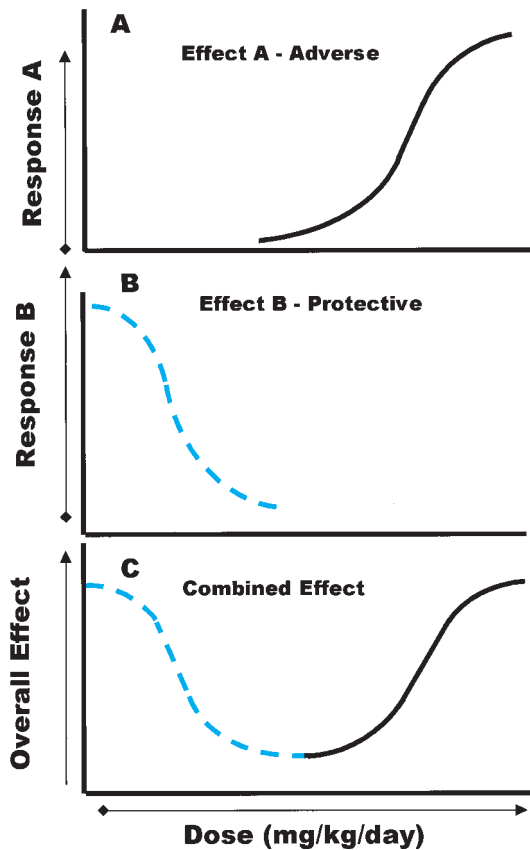 A
Effect A - Adverse
Response A
B
Effect B - Protective
Response B
C
Combined Effect
Overall Effect
Dose (mg/kg/day)